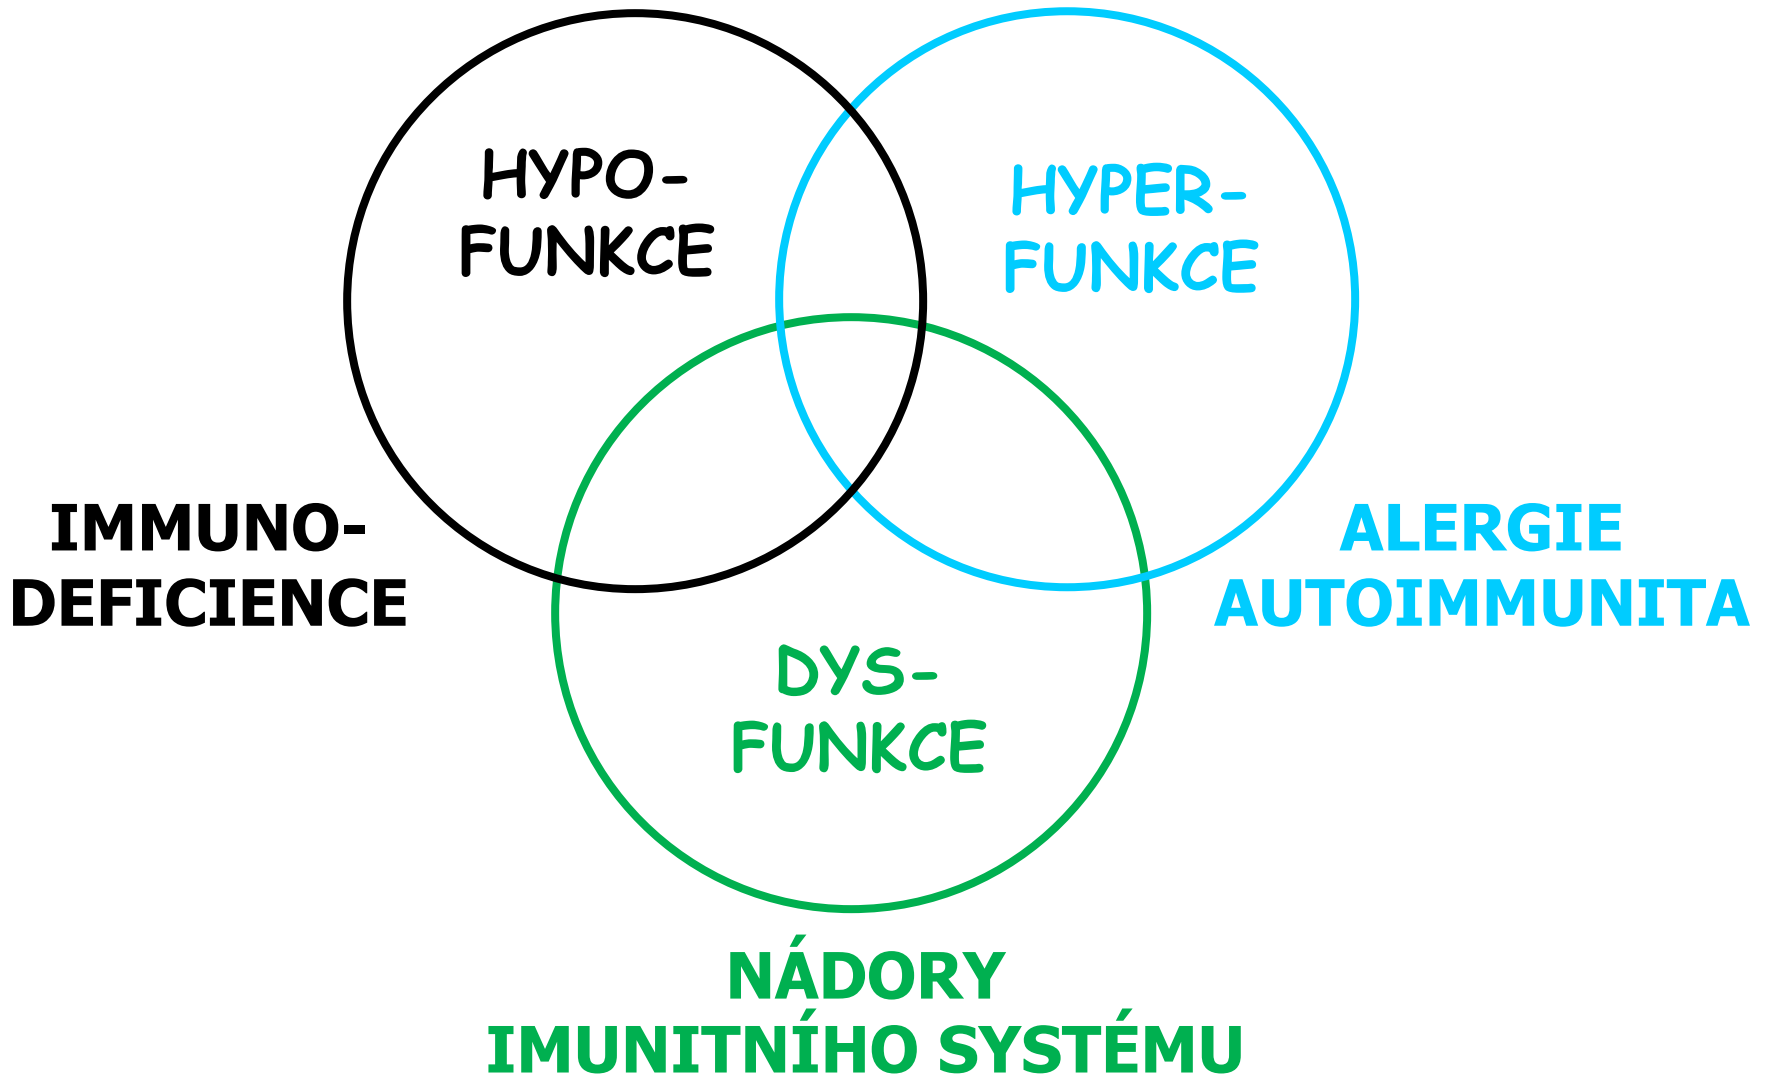 HYPO-
FUNKCE
HYPER-
FUNKCE
IMMUNO-
DEFICIENCE
ALERGIE
AUTOIMMUNITA
DYS-
FUNKCE
NÁDORY
IMUNITNÍHO SYSTÉMU